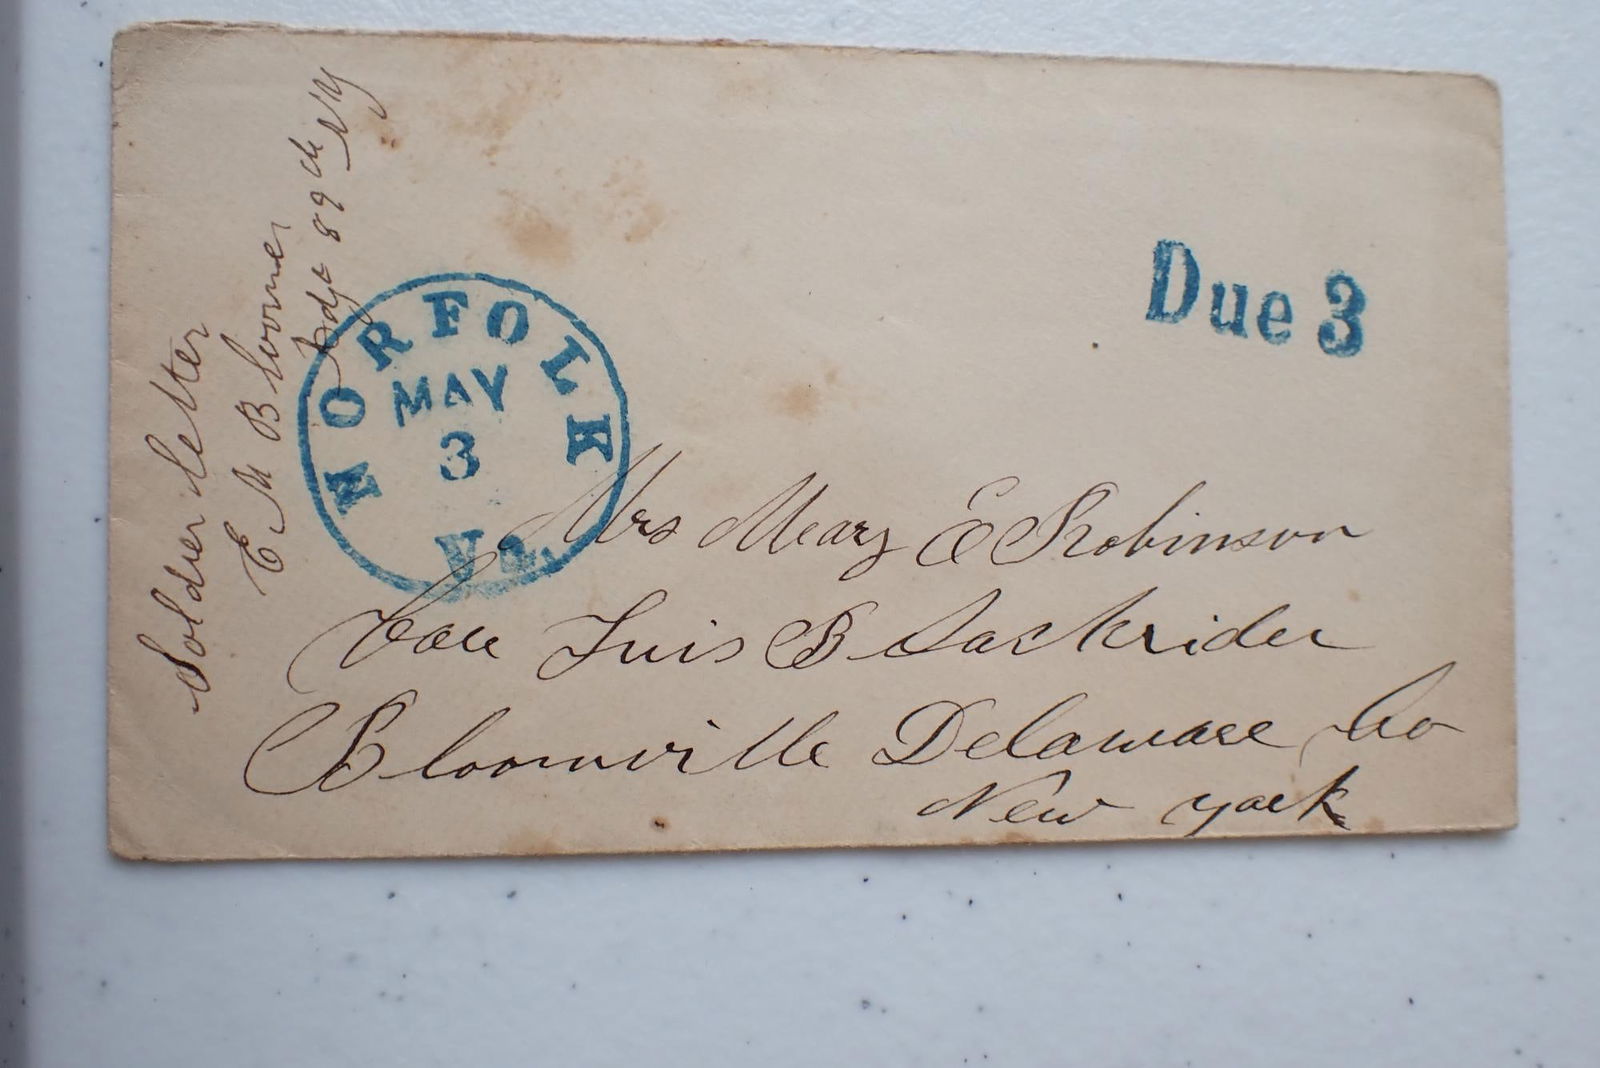 Soldier letter
E M Bloomer
Adjt 89th NY
NORFOLK
MAY
3
Va.
Due 3
Mrs Mary E Robinson
Care Luis B Sackrider
Bloomville Delaware Co
New york